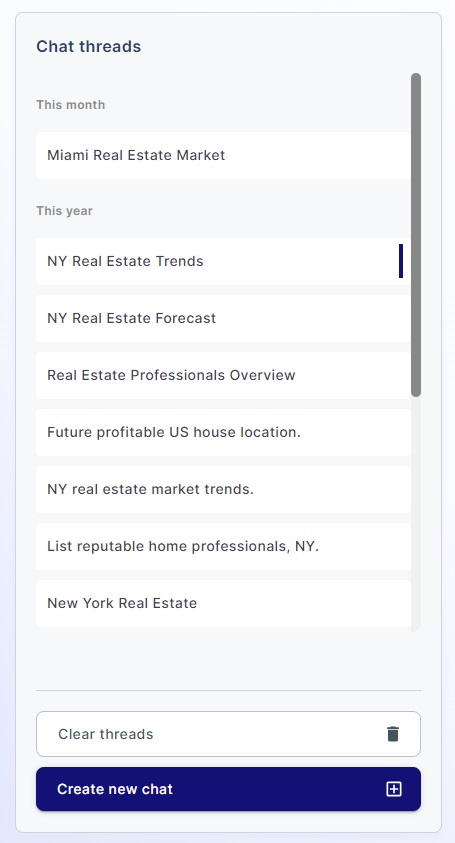 Chat threads
This month
Miami Real Estate Market
This year
NY Real Estate Trends
NY Real Estate Forecast
Real Estate Professionals Overview
Future profitable US house location.
NY real estate market trends.
List reputable home professionals, NY.
New York Real Estate
Clear threads
Create new chat